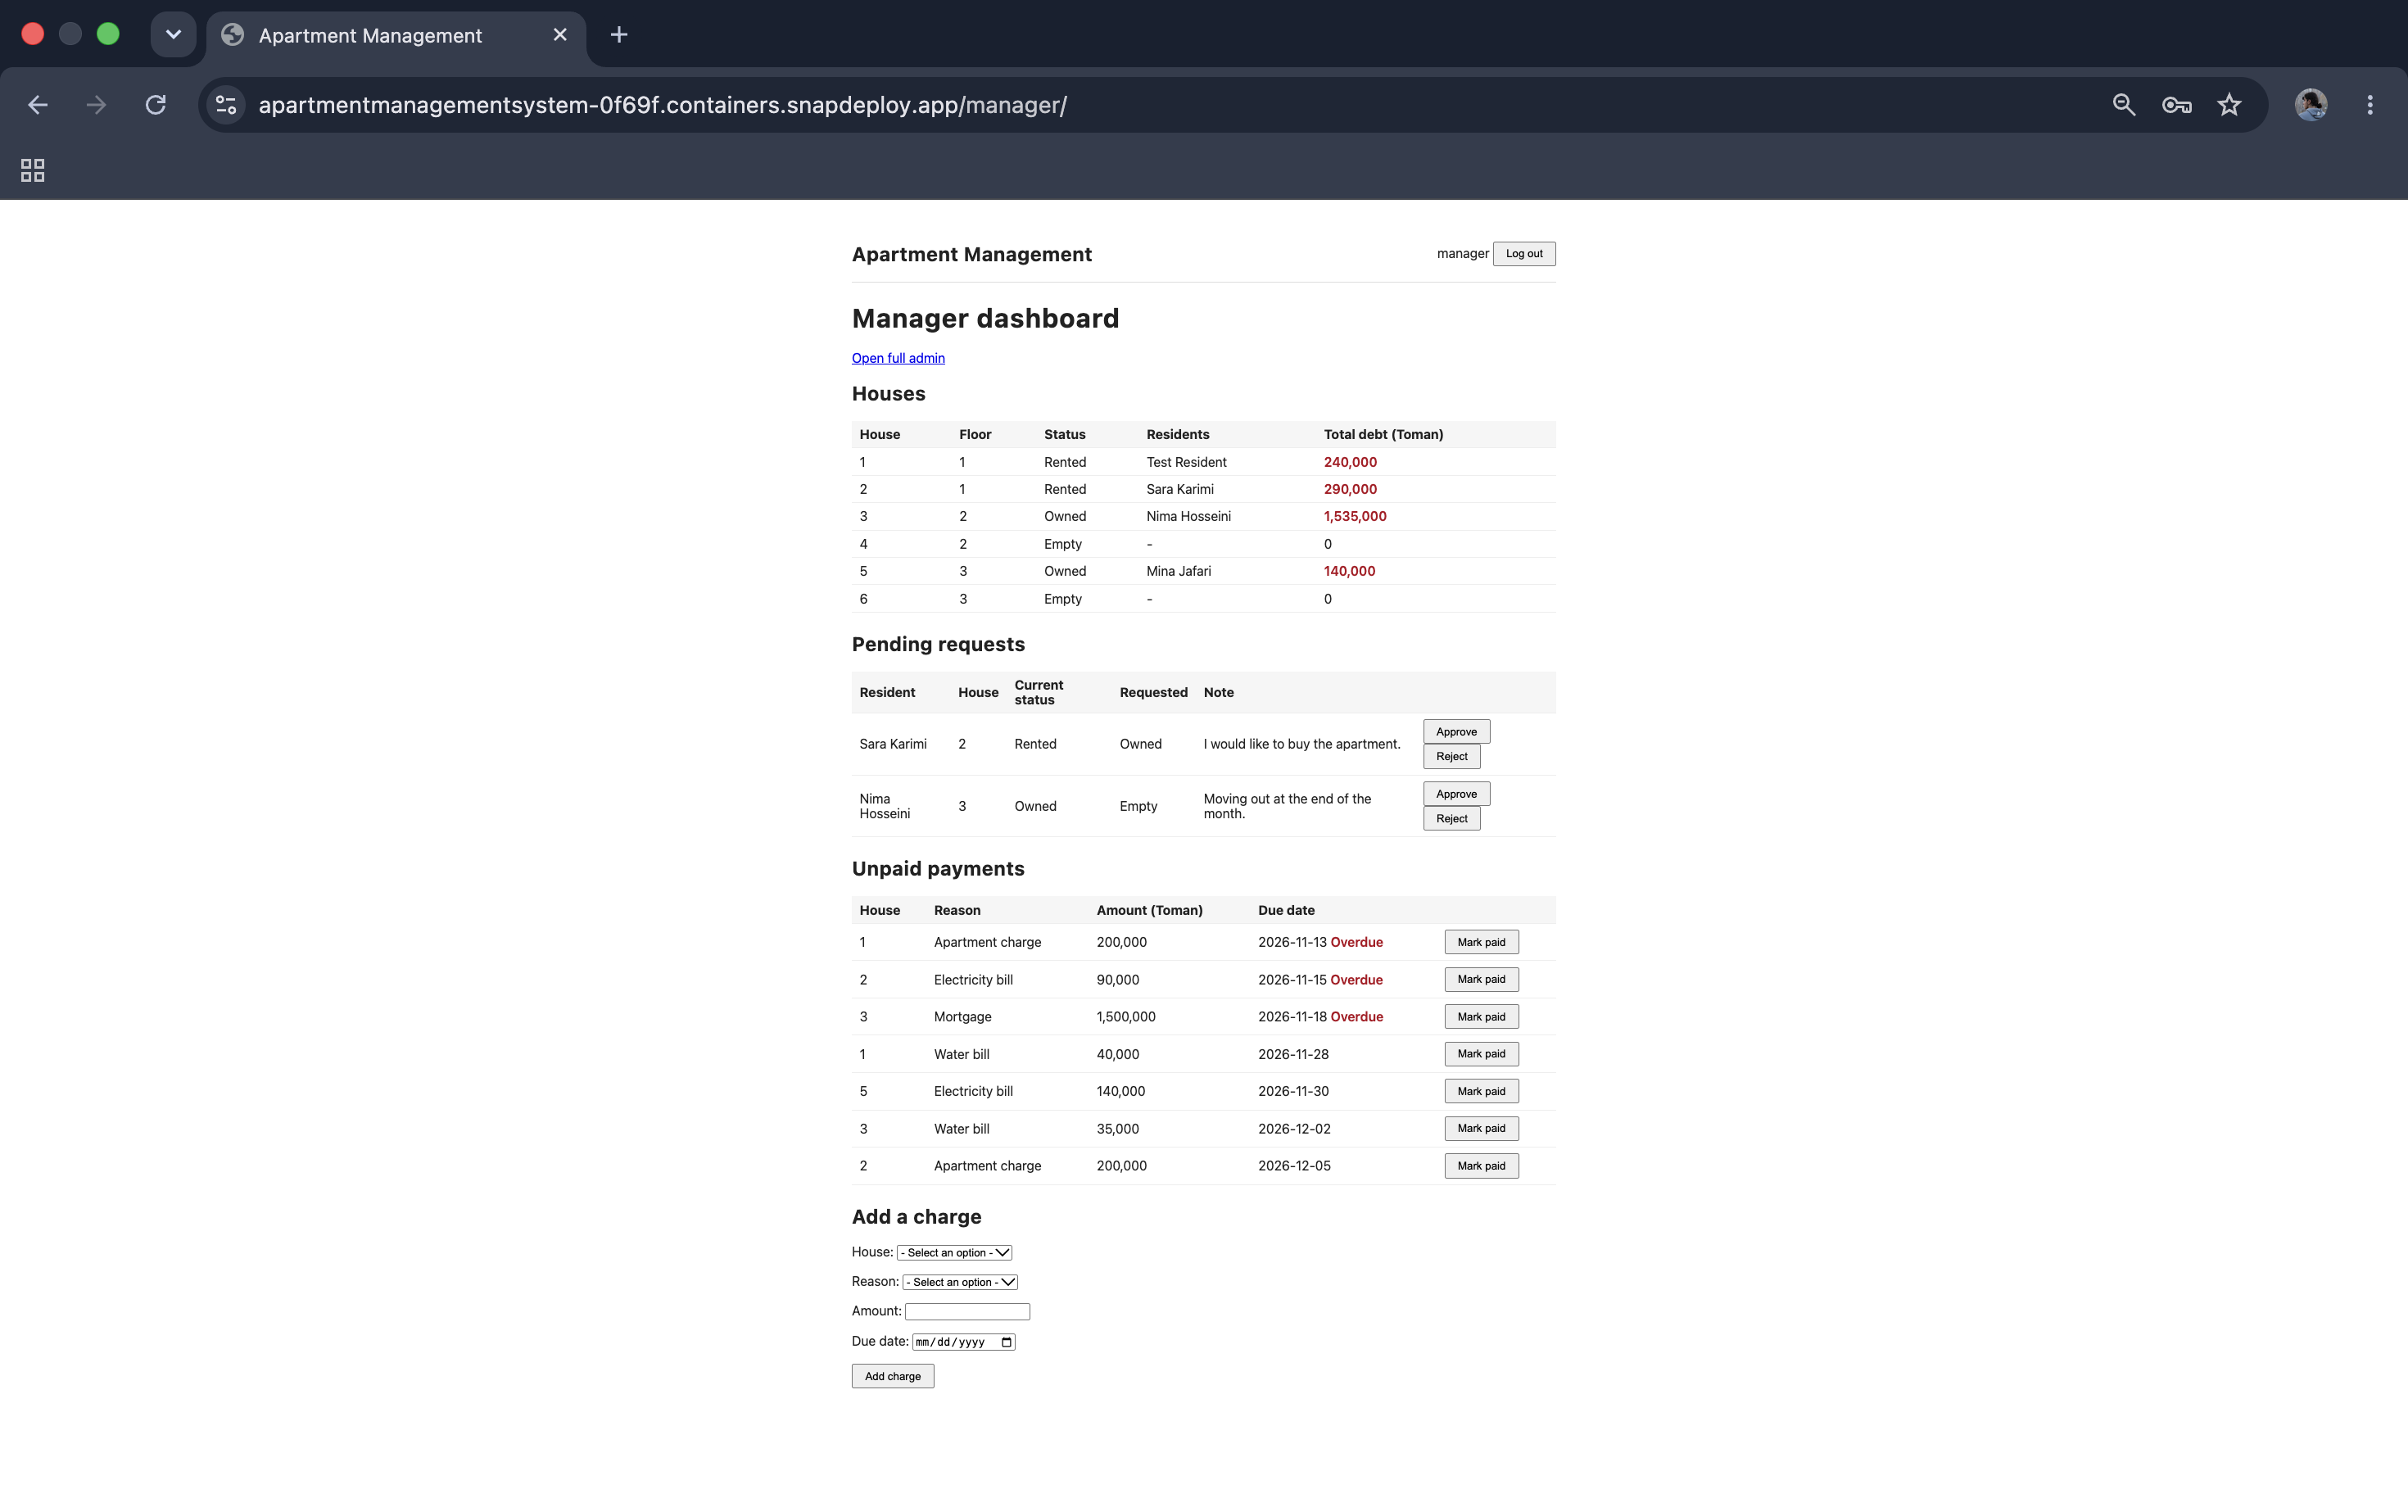 Apartment Management
apartmentmanagementsystem-0f69f.containers.snapdeploy.app/manager/
Apartment Management manager Log out
Manager dashboard
Open full admin
Houses
House Floor Status Residents Total debt (Toman)
1 1 Rented Test Resident 240,000
2 1 Rented Sara Karimi 290,000
3 2 Owned Nima Hosseini 1,535,000
4 2 Empty - 0
5 3 Owned Mina Jafari 140,000
6 3 Empty - 0
Pending requests
Resident House Current status Requested Note
Sara Karimi 2 Rented Owned I would like to buy the apartment. Approve Reject
Nima Hosseini 3 Owned Empty Moving out at the end of the month. Approve Reject
Unpaid payments
House Reason Amount (Toman) Due date
1 Apartment charge 200,000 2026-11-13 Overdue Mark paid
2 Electricity bill 90,000 2026-11-15 Overdue Mark paid
3 Mortgage 1,500,000 2026-11-18 Overdue Mark paid
1 Water bill 40,000 2026-11-28 Mark paid
5 Electricity bill 140,000 2026-11-30 Mark paid
3 Water bill 35,000 2026-12-02 Mark paid
2 Apartment charge 200,000 2026-12-05 Mark paid
Add a charge
House: - Select an option -
Reason: - Select an option -
Amount:
Due date: mm/dd/yyyy
Add charge